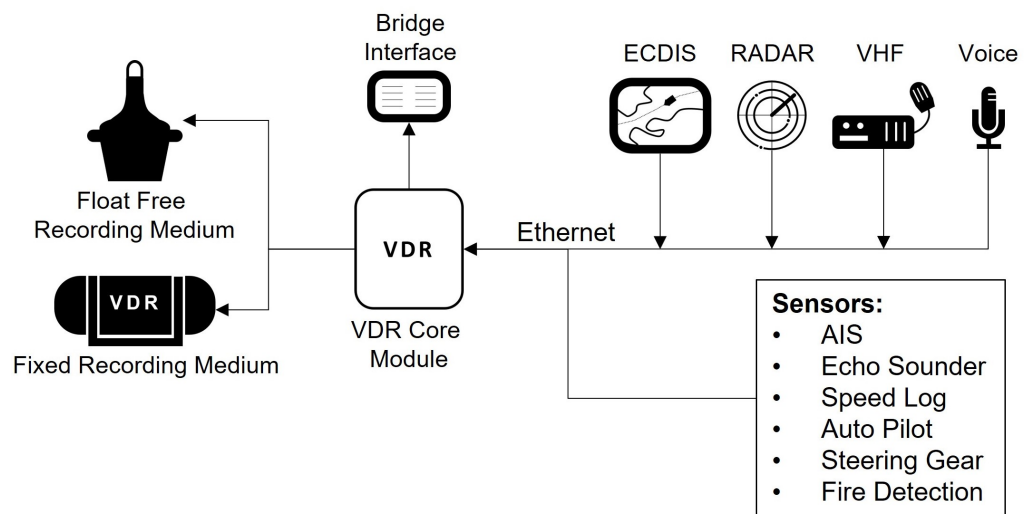 Bridge
Interface
ECDIS
RADAR
VHF
Voice
Float Free
Recording Medium
VDR
Ethernet
VDR
Fixed Recording Medium
VDR Core
Module
Sensors:
• AIS
• Echo Sounder
• Speed Log
• Auto Pilot
• Steering Gear
• Fire Detection